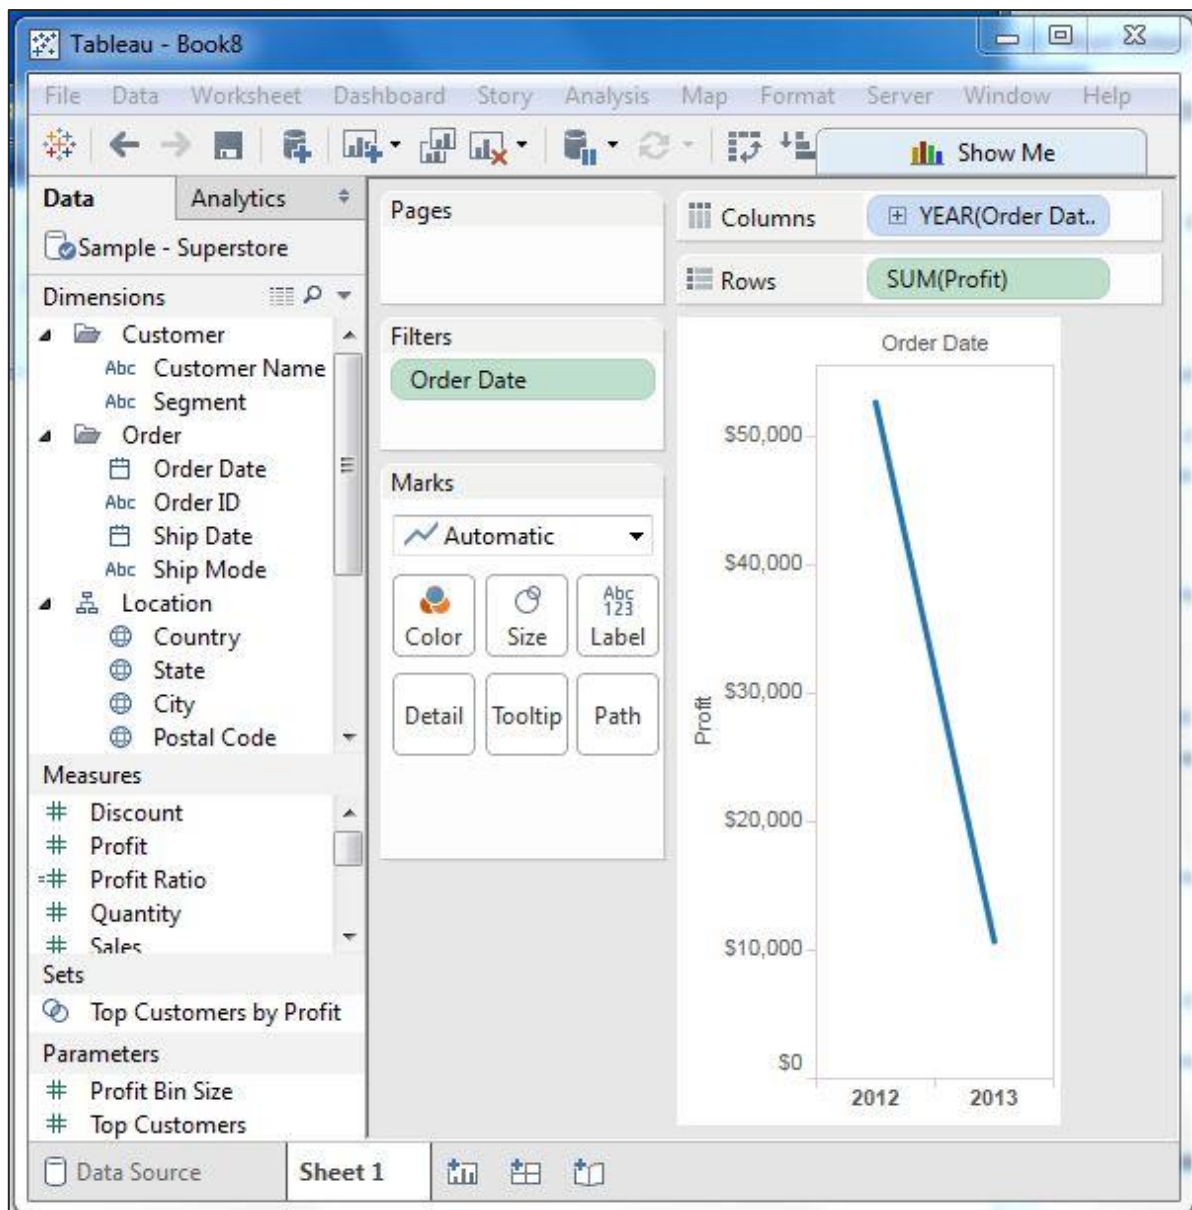 Tableau - Book8
File Data Worksheet Dashboard Story Analysis Map Format Server Window Help
Show Me
Data Analytics
Sample - Superstore
Dimensions
Customer
Abc Customer Name
Abc Segment
Order
Order Date
Abc Order ID
Ship Date
Abc Ship Mode
Location
Country
State
City
Postal Code
Measures
# Discount
# Profit
=# Profit Ratio
# Quantity
# Sales
Sets
Top Customers by Profit
Parameters
# Profit Bin Size
# Top Customers
Pages
Filters
Order Date
Marks
Automatic
Color Size Abc 123 Label
Detail Tooltip Path
Columns YEAR(Order Dat..
Rows SUM(Profit)
Order Date
$50,000
$40,000
$30,000
$20,000
$10,000
$0
Profit
2012 2013
Data Source Sheet 1